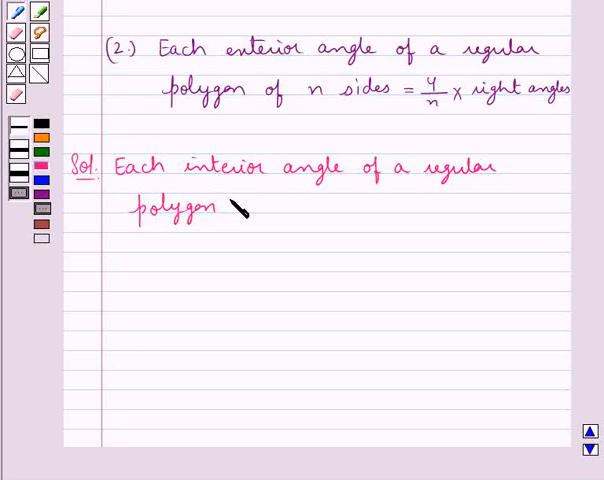 (2.) Each exterior angle of a regular
polygon of n sides = 4/n × right angles
Sol. Each interior angle of a regular
polygon